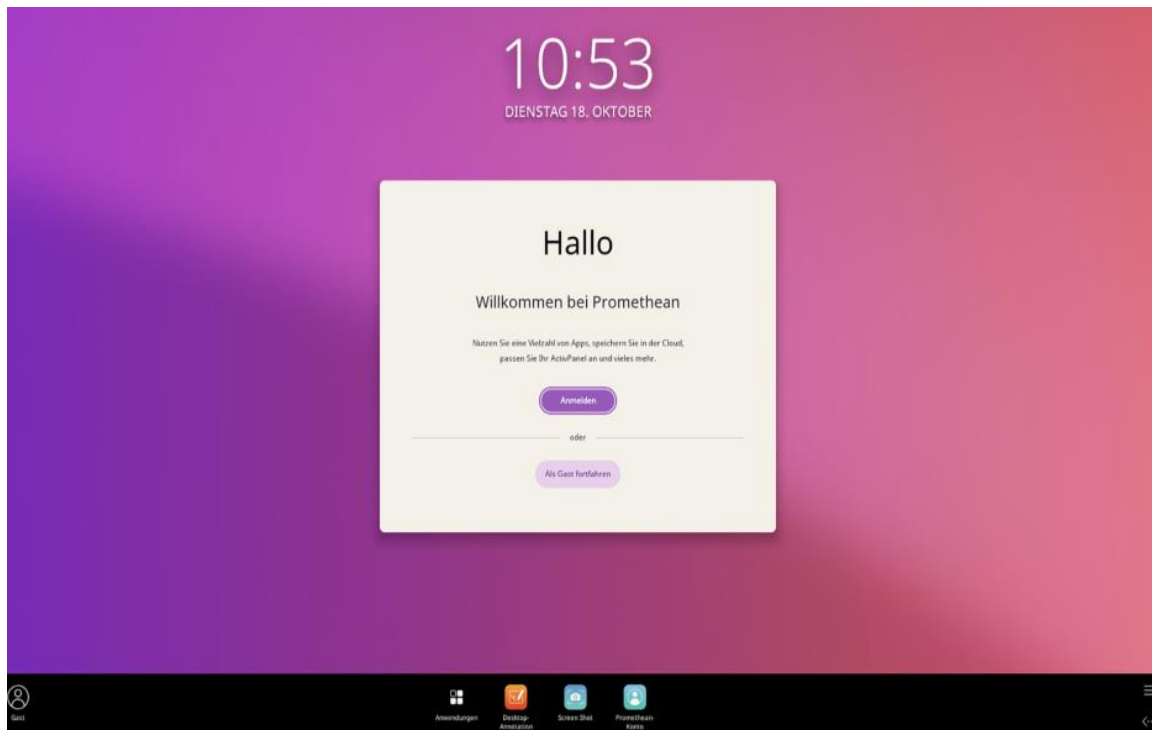 10:53
DIENSTAG 18. OKTOBER
Hallo
Willkommen bei Promethean
Nutzen Sie eine Vielzahl von Apps, speichern Sie in der Cloud,
passen Sie Ihr ActivPanel an und vieles mehr.
Anmelden
oder
Als Gast fortfahren
Gast
Anwendungen
Desktop-
Annotation
Screen Shot
Promethean-
Konto